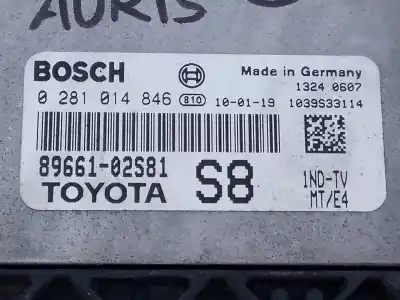 AURIS
BOSCH Made in Germany
1324 0607
0 281 014 846 810 10-01-19 1039S33114
89661-02S81
TOYOTA S8 1ND-TV
MT/E4